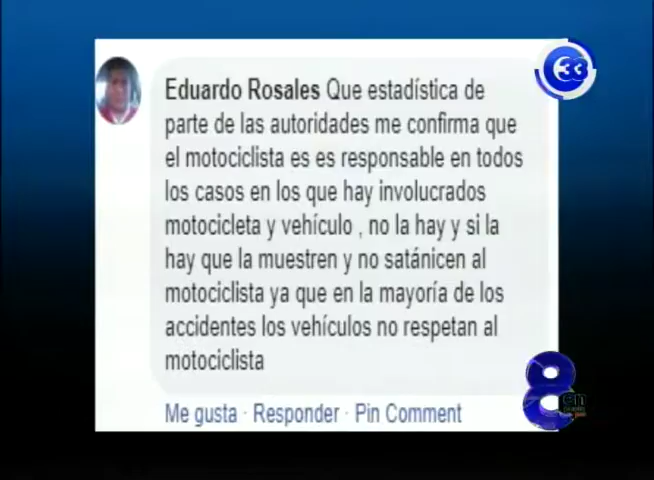 33
Eduardo Rosales Que estadística de
parte de las autoridades me confirma que
el motociclista es es responsable en todos
los casos en los que hay involucrados
motocicleta y vehículo , no la hay y si la
hay que la muestren y no satánicen al
motociclista ya que en la mayoría de los
accidentes los vehículos no respetan al
motociclista
Me gusta · Responder · Pin Comment
8
en